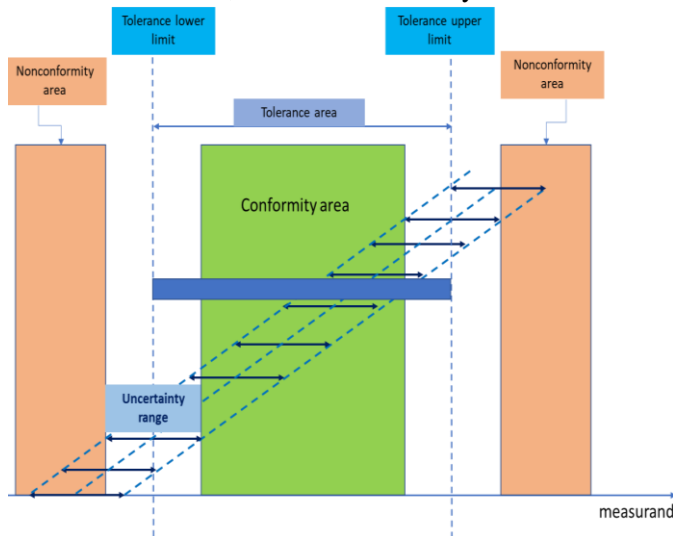 Tolerance lower
limit
Tolerance upper
limit
Nonconformity
area
Nonconformity
area
Tolerance area
Conformity area
Uncertainty
range
measurand